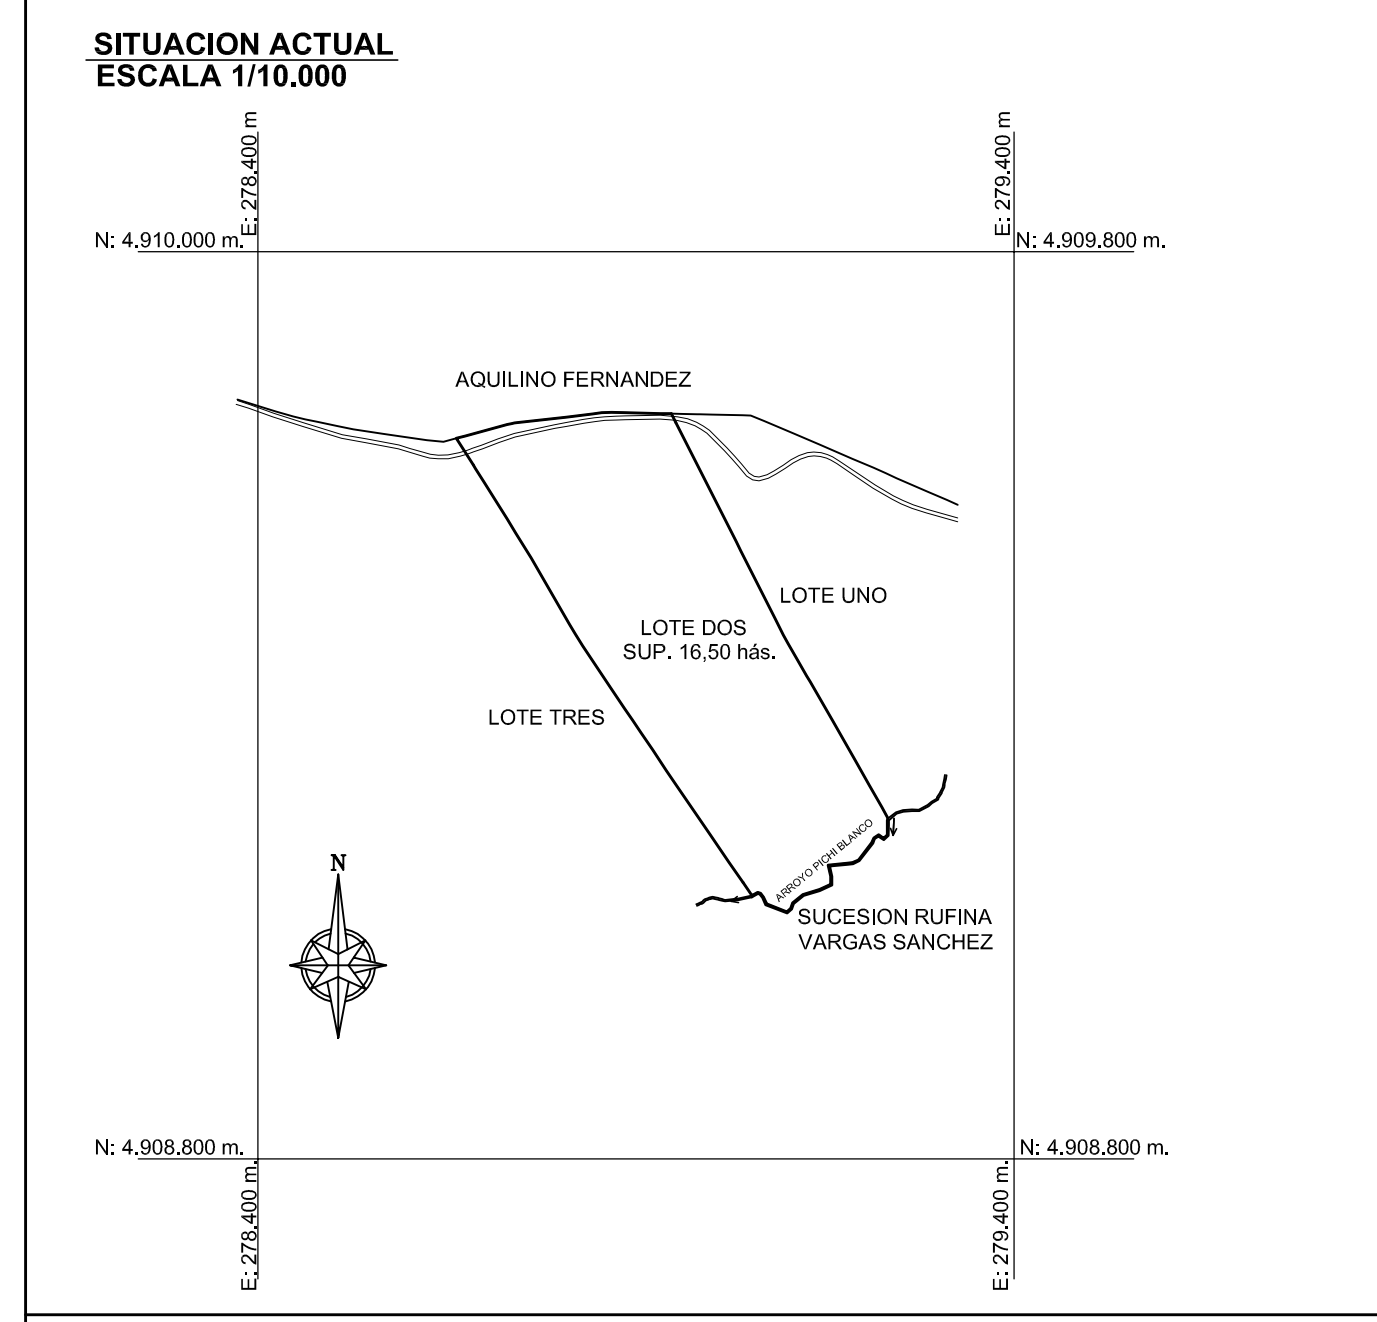 SITUACION ACTUAL
ESCALA 1/10.000
E: 278.400 m
E: 279.400 m
N: 4.910.000 m.
N: 4.909.800 m.
AQUILINO FERNANDEZ
LOTE UNO
LOTE DOS
SUP. 16,50 hás.
LOTE TRES
ARROYO PICHI BLANCO
N
SUCESION RUFINA
VARGAS SANCHEZ
N: 4.908.800 m.
N: 4.908.800 m.
E: 278.400 m.
E: 279.400 m.